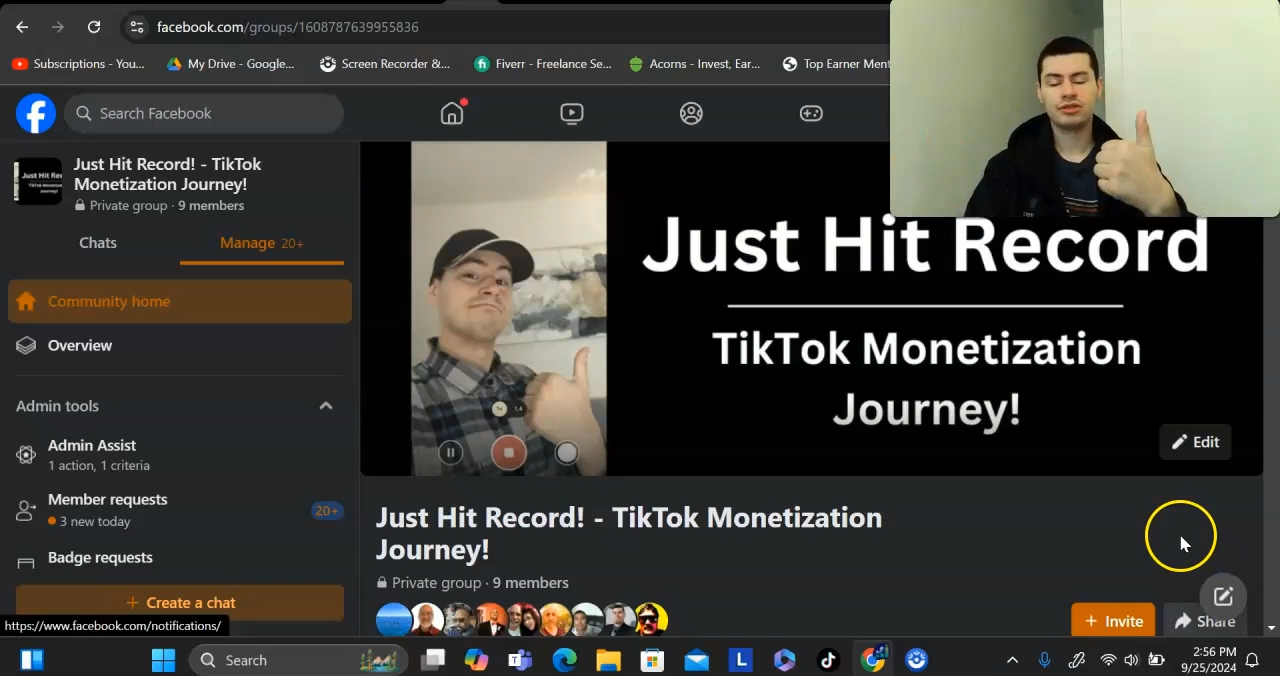 facebook.com/groups/1608787639955836
Subscriptions - You...
My Drive - Google...
Screen Recorder &...
Fiverr - Freelance Se...
Acorns - Invest, Ear...
Top Earner Ment
Search Facebook
Just Hit Record! - TikTok
Monetization Journey!
Private group · 9 members
Chats
Manage 20+
Community home
Overview
Admin tools
Admin Assist
1 action, 1 criteria
Member requests
3 new today
20+
Badge requests
+ Create a chat
https://www.facebook.com/notifications/
Just Hit Record
TikTok Monetization
Journey!
Edit
Just Hit Record! - TikTok Monetization
Journey!
Private group · 9 members
+ Invite
Share
Search
2:56 PM
9/25/2024